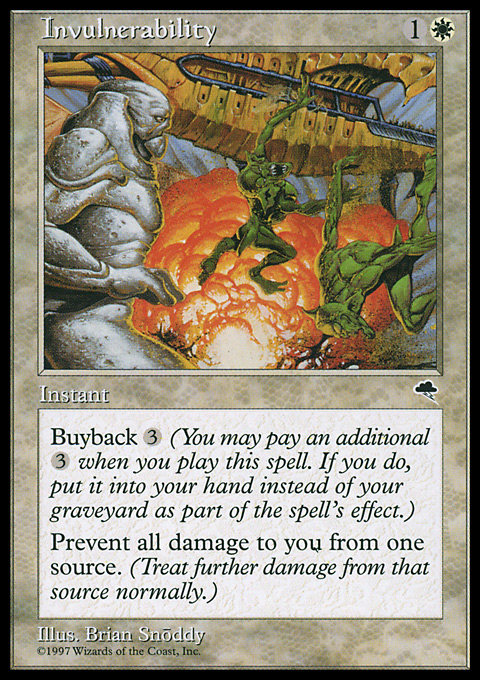 Invulnerability 1
Instant
Buyback 3 (You may pay an additional
3 when you play this spell. If you do,
put it into your hand instead of your
graveyard as part of the spell's effect.)
Prevent all damage to you from one
source. (Treat further damage from that
source normally.)
Illus. Brian Snõddy
©1997 Wizards of the Coast, Inc.